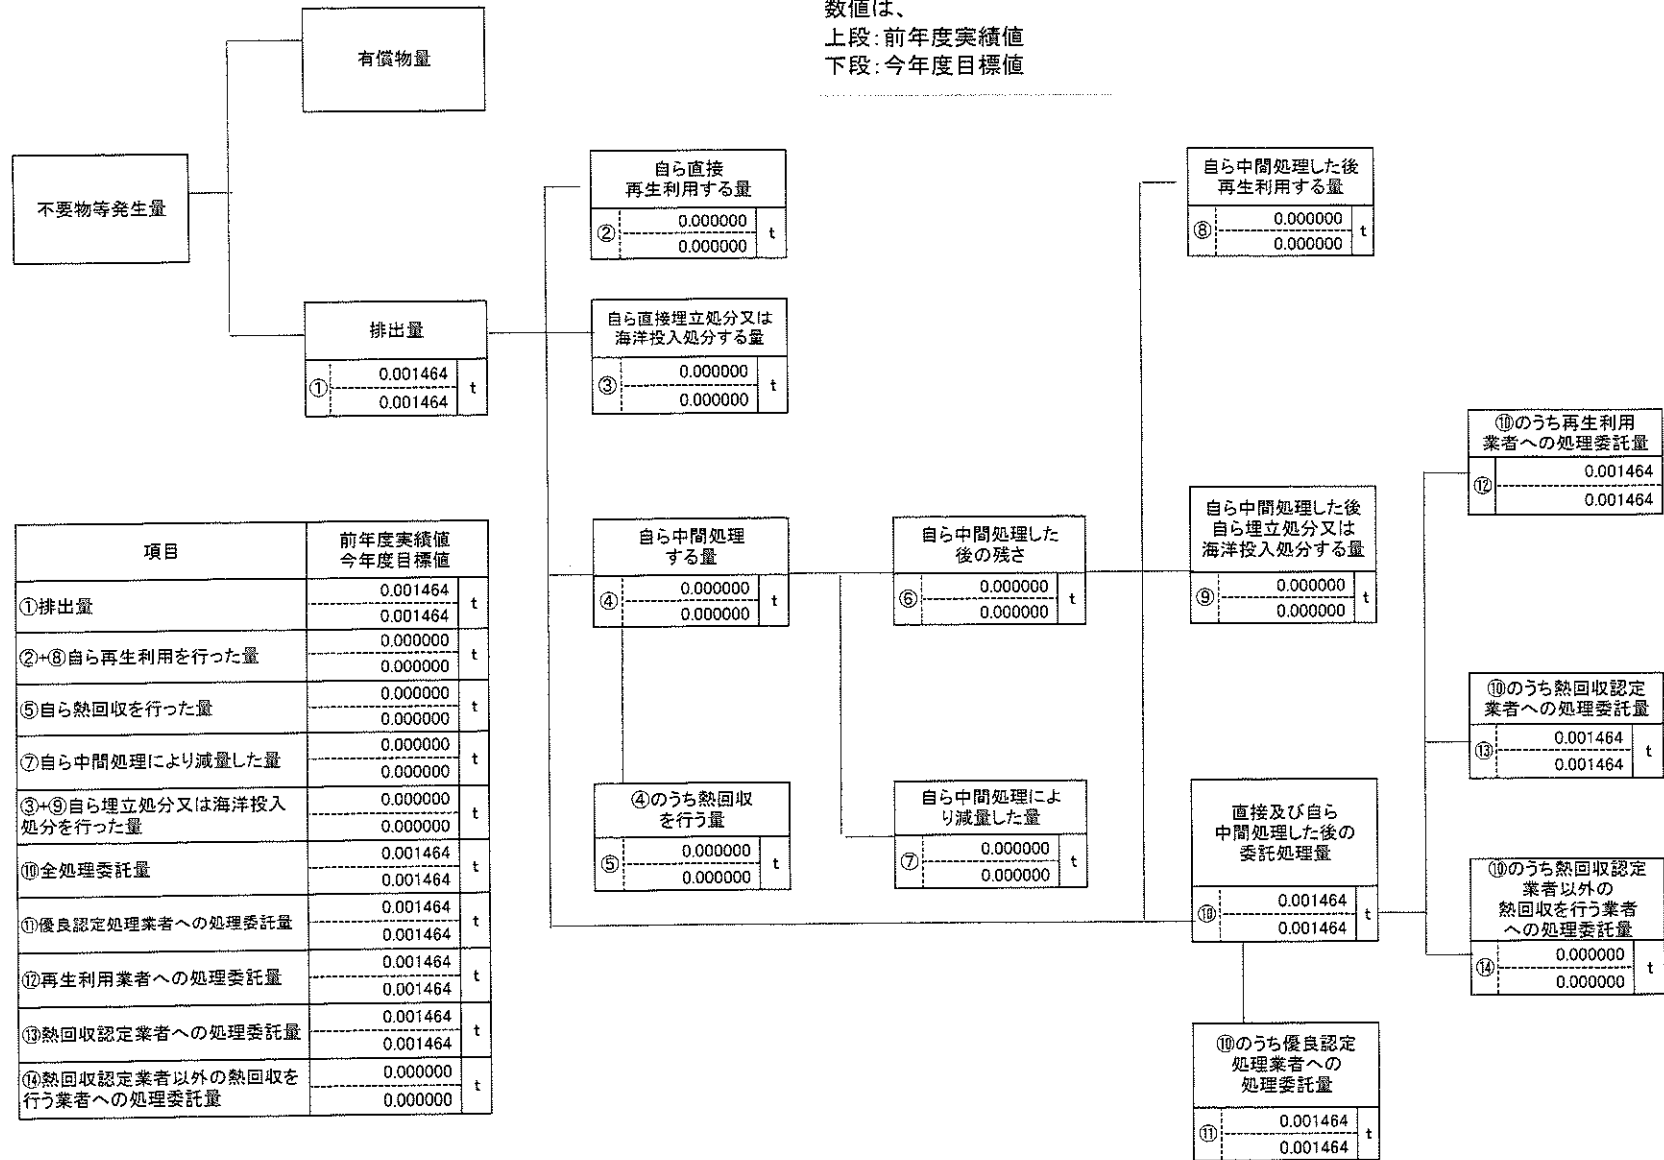 数値は、
上段:前年度実績値
下段:今年度目標値
有償物量
不要物等発生量
排出量
① 0.001464 t
0.001464
自ら直接
再生利用する量
② 0.000000 t
0.000000
自ら直接埋立処分又は
海洋投入処分する量
③ 0.000000 t
0.000000
自ら中間処理
する量
④ 0.000000 t
0.000000
④のうち熱回収
を行う量
⑤ 0.000000 t
0.000000
自ら中間処理した
後の残さ
⑥ 0.000000 t
0.000000
自ら中間処理によ
り減量した量
⑦ 0.000000 t
0.000000
自ら中間処理した後
再生利用する量
⑧ 0.000000 t
0.000000
自ら中間処理した後
自ら埋立処分又は
海洋投入処分する量
⑨ 0.000000 t
0.000000
直接及び自ら
中間処理した後の
委託処理量
⑩ 0.001464 t
0.001464
⑩のうち優良認定
処理業者への
処理委託量
⑪ 0.001464 t
0.001464
⑩のうち再生利用
業者への処理委託量
⑫ 0.001464
0.001464
⑩のうち熱回収認定
業者への処理委託量
⑬ 0.001464 t
0.001464
⑩のうち熱回収認定
業者以外の
熱回収を行う業者
への処理委託量
⑭ 0.000000 t
0.000000
項目 前年度実績値
今年度目標値
①排出量 0.001464 t
0.001464
②+⑧自ら再生利用を行った量 0.000000 t
0.000000
⑤自ら熱回収を行った量 0.000000 t
0.000000
⑦自ら中間処理により減量した量 0.000000 t
0.000000
③+⑨自ら埋立処分又は海洋投入
処分を行った量 0.000000 t
0.000000
⑩全処理委託量 0.001464 t
0.001464
⑪優良認定処理業者への処理委託量 0.001464 t
0.001464
⑫再生利用業者への処理委託量 0.001464 t
0.001464
⑬熱回収認定業者への処理委託量 0.001464 t
0.001464
⑭熱回収認定業者以外の熱回収を
行う業者への処理委託量 0.000000 t
0.000000